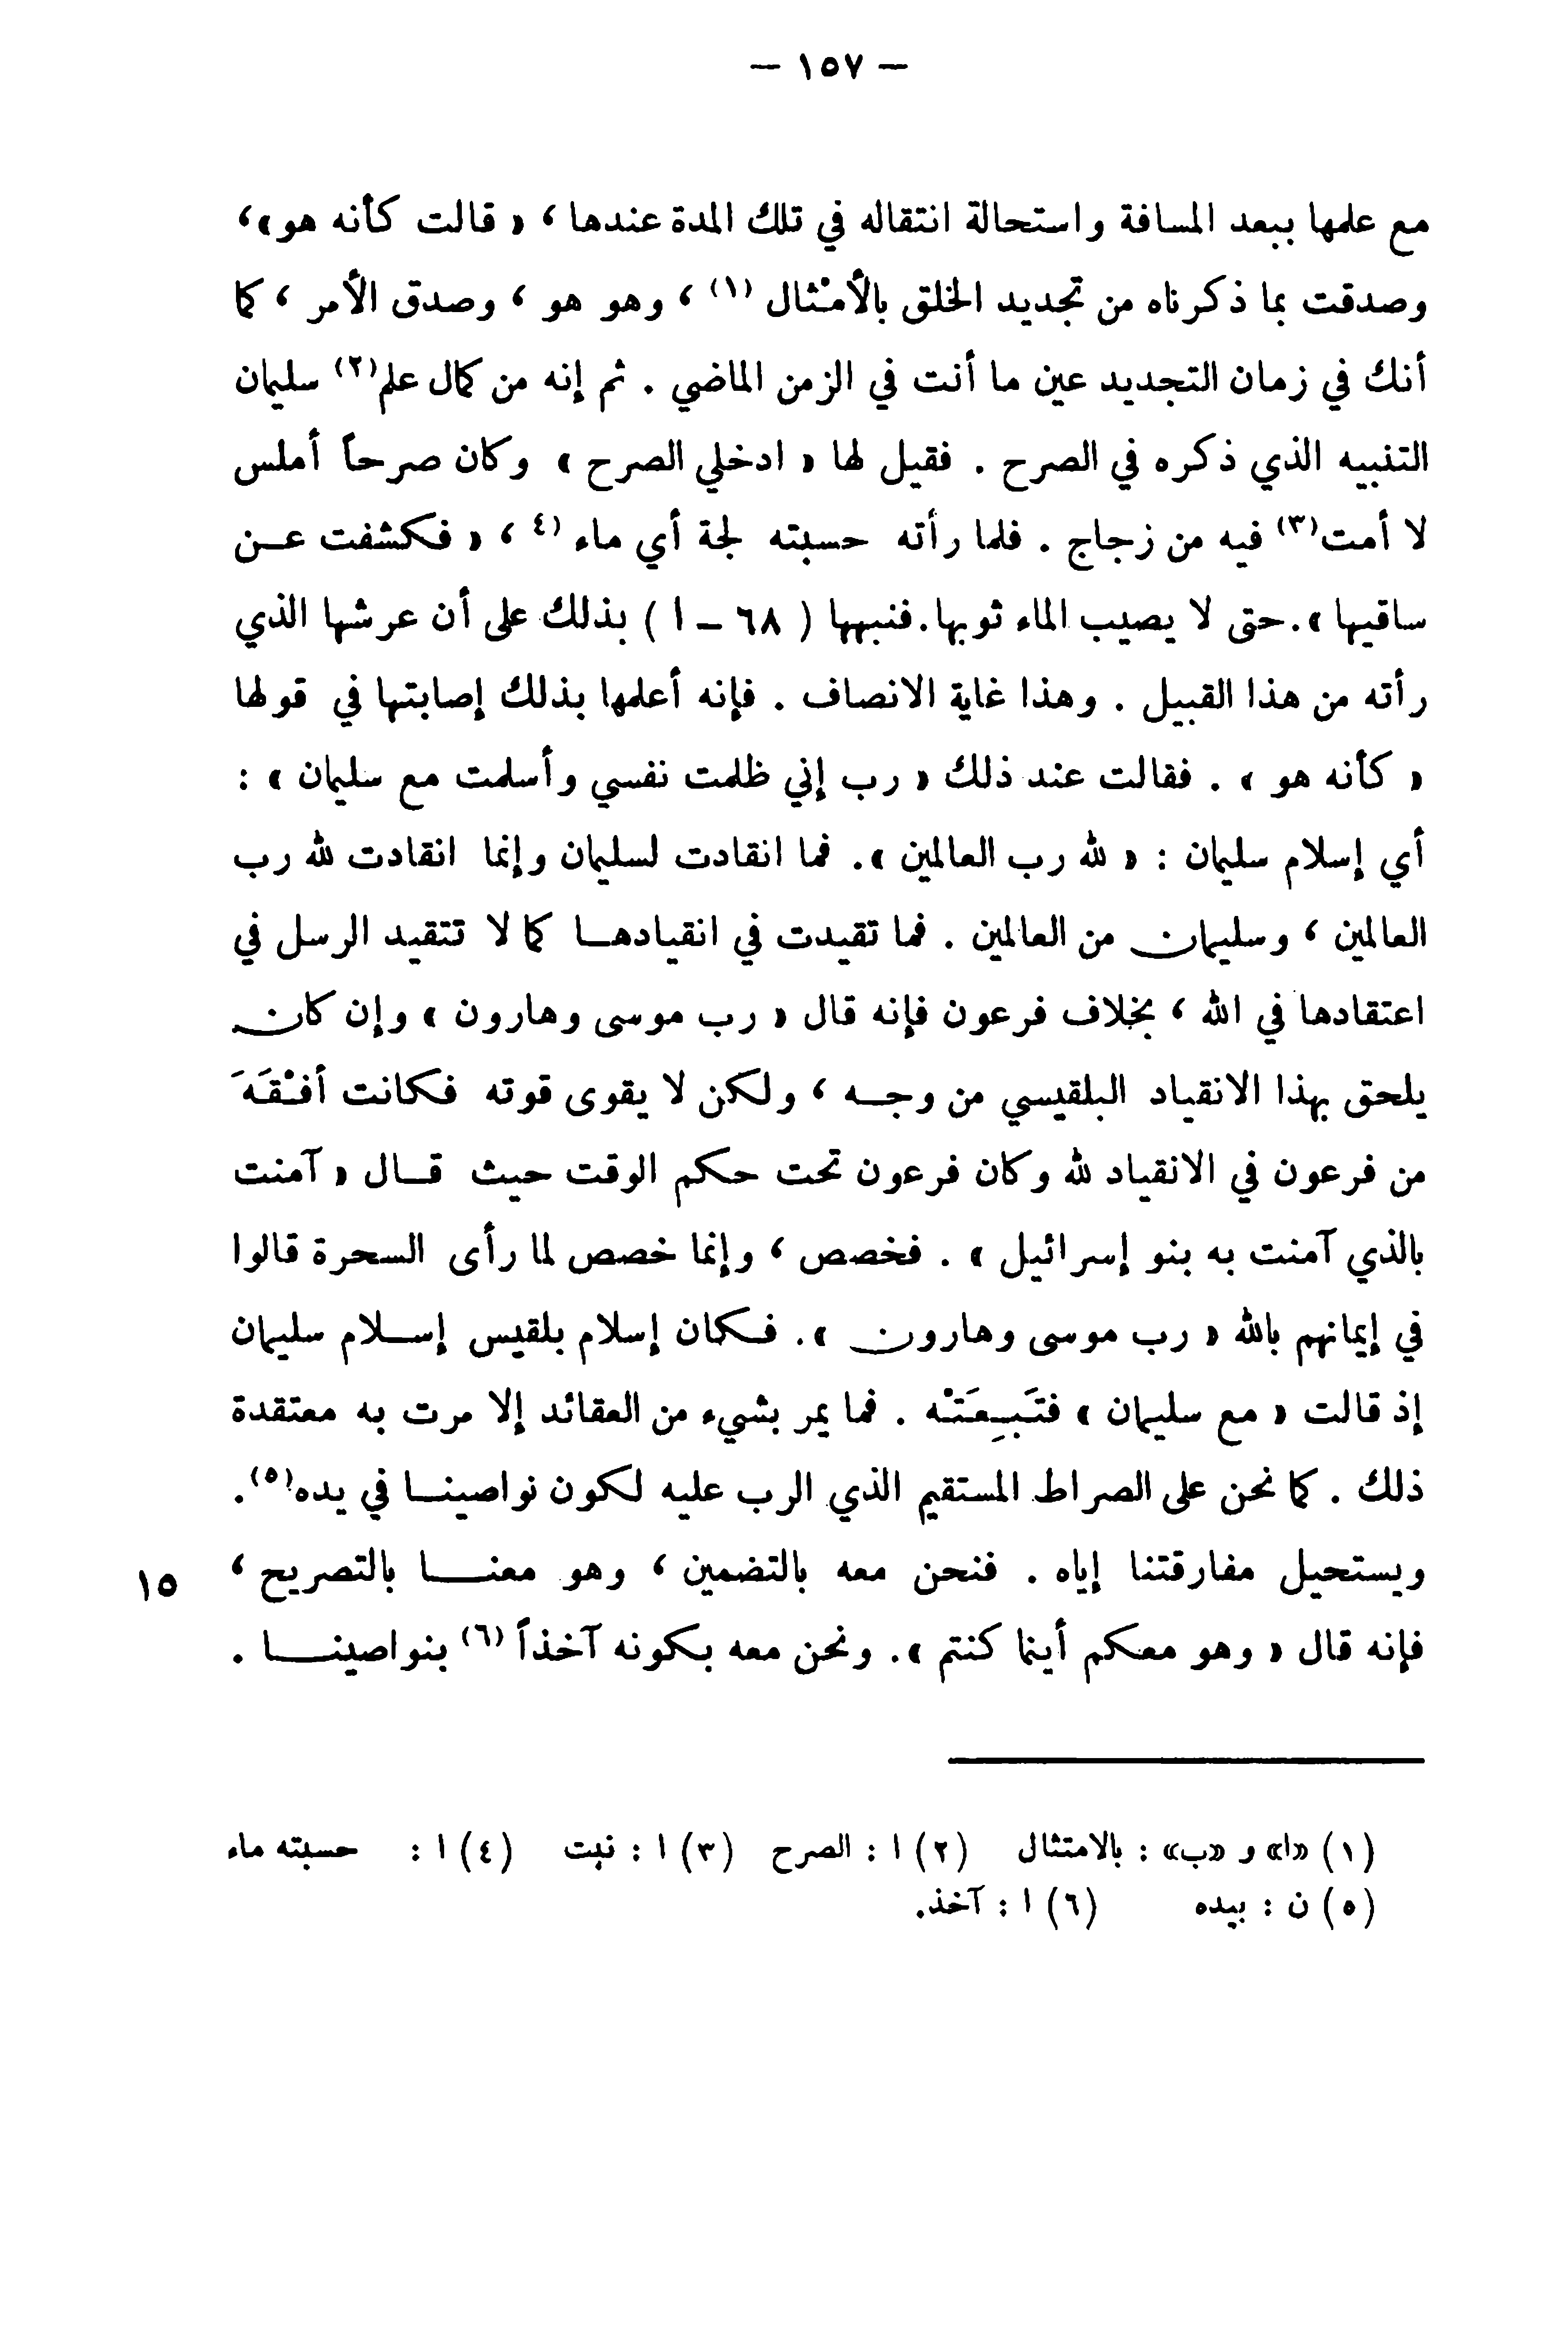 — ١٥٧ —
مع علمها ببعد المسافة واستحالة انتقاله في تلك المدة عندها ، « قالت كأنه هو»،
وصدقت بما ذكرناه من تجديد الخلق بالأمْثال (١) ، وهو هو ، وصدق الأمر ، كما
أنك في زمان التجديد عين ما أنت في الزمن الماضي . ثم إنه من كمال علم(٢) سليمان
التنبيه الذي ذكره في الصرح . فقيل لها « ادخلي الصرح » وكان صرحاً أملس
لا أمت(٣) فيه من زجاج . فلما رأته حسبته لجة أي ماء (٤) ، « فكشفت عن
ساقيها ».حتى لا يصيب الماء ثوبها.فنبهها ( ٦٨ – ا ) بذلك على أن عرشها الذي
رأته من هذا القبيل . وهذا غاية الانصاف . فإنه أعلمها بذلك إصابتها في قولها
« كأنه هو » . فقالت عند ذلك « رب إني ظلمت نفسي وأسلمت مع سليمان » :
أي إسلام سليمان : « لله رب العالمين ». فما انقادت لسليمان وإنما انقادت لله رب
العالمين ، وسليمان من العالمين . فما تقيدت في انقيادها كما لا تتقيد الرسل في
اعتقادها في الله ، بخلاف فرعون فإنه قال « رب موسى وهارون » وإن كان
يلحق بهذا الانقياد البلقيسي من وجه ، ولكن لا يقوى قوته فكانت أفْقَهَ
من فرعون في الانقياد لله وكان فرعون تحت حكم الوقت حيث قال « آمنت
بالذي آمنت به بنو إسرائيل » . فخصص ، وإنما خصص لما رأى السحرة قالوا
في إيمانهم بالله « رب موسى وهارون ». فكان إسلام بلقيس إسلام سليمان
إذ قالت « مع سليمان » فتَبِعَتْه . فما يمر بشيء من العقائد إلا مرت به معتقدة
ذلك . كما نحن على الصراط المستقيم الذي الرب عليه لكون نواصينا في يده(٥).
ويستحيل مفارقتنا إياه . فنحن معه بالتضمين ، وهو معنا بالتصريح ، ١٥
فإنه قال « وهو معكم أينما كنتم ». ونحن معه بكونه آخذاً (٦) بنواصينا .
(١) «ا» و «ب» : بالامتثال (٢) ا : الصرح (٣) ا : نبت (٤) ا : حسبته ماء
(٥) ن : بيده (٦) ا : آخذ.